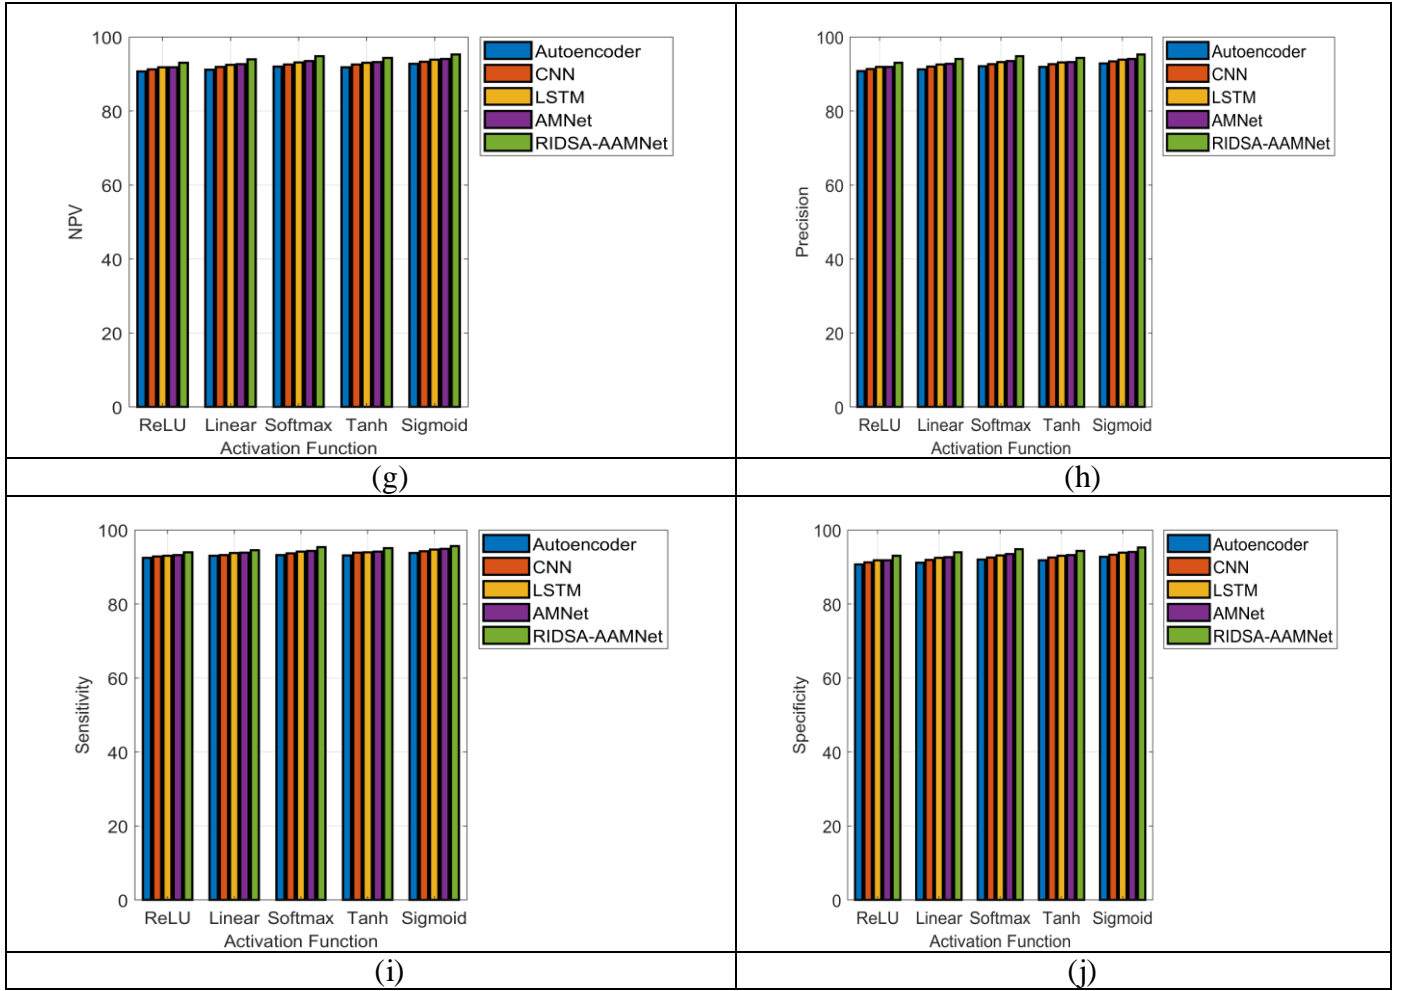 100
80
60
40
20
0
NPV
ReLU Linear Softmax Tanh Sigmoid
Activation Function
Autoencoder
CNN
LSTM
AMNet
RIDSA-AAMNet
(g)
100
80
60
40
20
0
Precision
ReLU Linear Softmax Tanh Sigmoid
Activation Function
Autoencoder
CNN
LSTM
AMNet
RIDSA-AAMNet
(h)
100
80
60
40
20
0
Sensitivity
ReLU Linear Softmax Tanh Sigmoid
Activation Function
Autoencoder
CNN
LSTM
AMNet
RIDSA-AAMNet
(i)
100
80
60
40
20
0
Specificity
ReLU Linear Softmax Tanh Sigmoid
Activation Function
Autoencoder
CNN
LSTM
AMNet
RIDSA-AAMNet
(j)